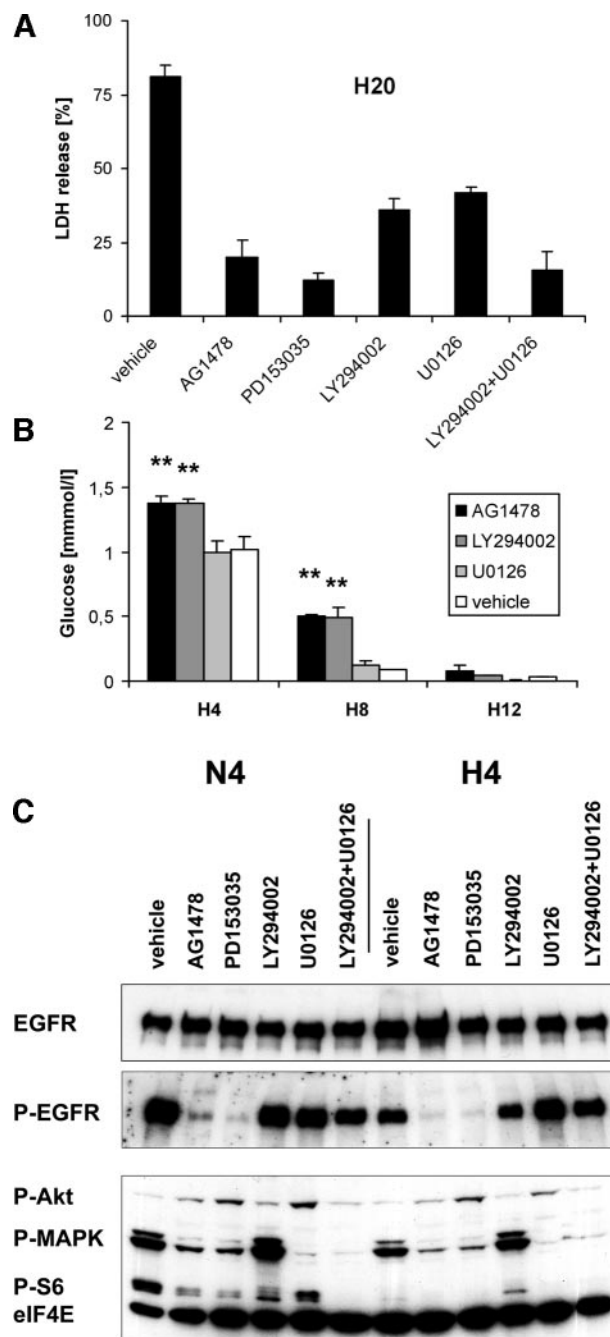 A
LDH release [%]
100
75
50
25
0
H20
vehicle
AG1478
PD153035
LY294002
U0126
LY294002+U0126
B
Glucose [mmmol/l]
2
1,5
1
0,5
0
** **
** **
AG1478
LY294002
U0126
vehicle
H4 H8 H12
C
N4 H4
vehicle
AG1478
PD153035
LY294002
U0126
LY294002+U0126
vehicle
AG1478
PD153035
LY294002
U0126
LY294002+U0126
EGFR
P-EGFR
P-Akt
P-MAPK
P-S6
eIF4E